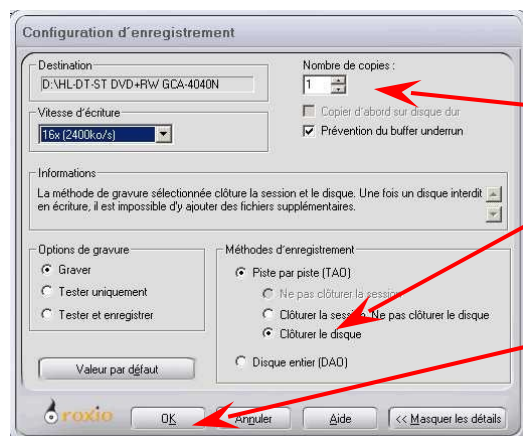 Configuration d´enregistrement
Destination
D:\HL-DT-ST DVD+RW GCA-4040N
Nombre de copies :
1
Copier d'abord sur disque dur
Prévention du buffer underrun
Vitesse d'écriture
16x (2400ko/s)
Informations
La méthode de gravure sélectionnée clôture la session et le disque. Une fois un disque interdit
en écriture, il est impossible d'y ajouter des fichiers supplémentaires.
Options de gravure
Graver
Tester uniquement
Tester et enregistrer
Méthodes d'enregistrement
Piste par piste (TAO)
Ne pas clôturer la session
Clôturer la session. Ne pas clôturer le disque
Clôturer le disque
Disque entier (DAO)
Valeur par défaut
roxio
OK
Annuler
Aide
<< Masquer les détails